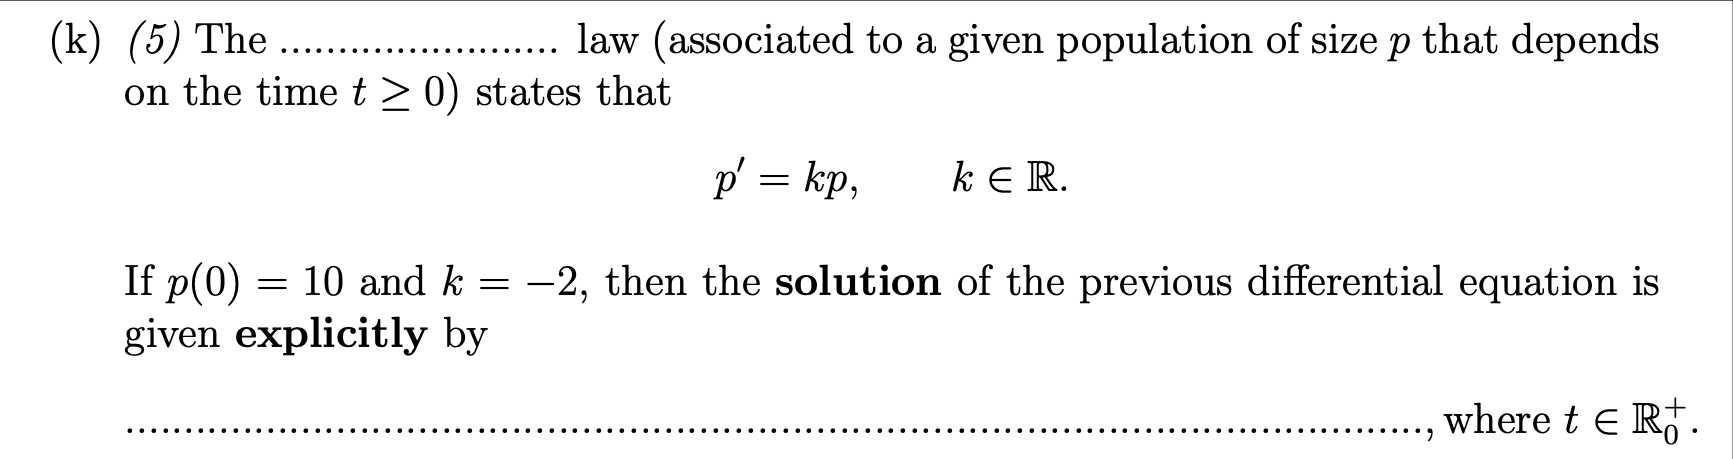 (k) (5) The ........................ law (associated to a given population of size p that depends
on the time t ≥ 0) states that
p′ = kp, k ∈ ℝ.
If p(0) = 10 and k = −2, then the solution of the previous differential equation is
given explicitly by
................................................................................................................, where t ∈ ℝ₀⁺.